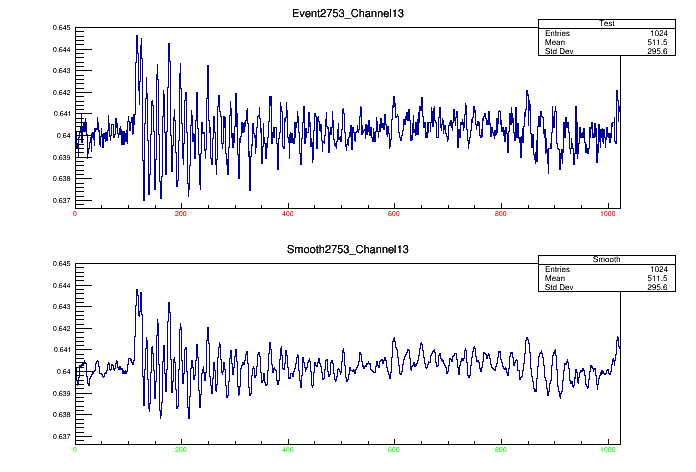 Event2753_Channel13
Test
Entries 1024
Mean 511.5
Std Dev 295.6
0.645
0.644
0.643
0.642
0.641
0.64
0.639
0.638
0.637
0 200 400 600 800 1000
Smooth2753_Channel13
Smooth
Entries 1024
Mean 511.5
Std Dev 295.6
0.645
0.644
0.643
0.642
0.641
0.64
0.639
0.638
0.637
0 200 400 600 800 1000